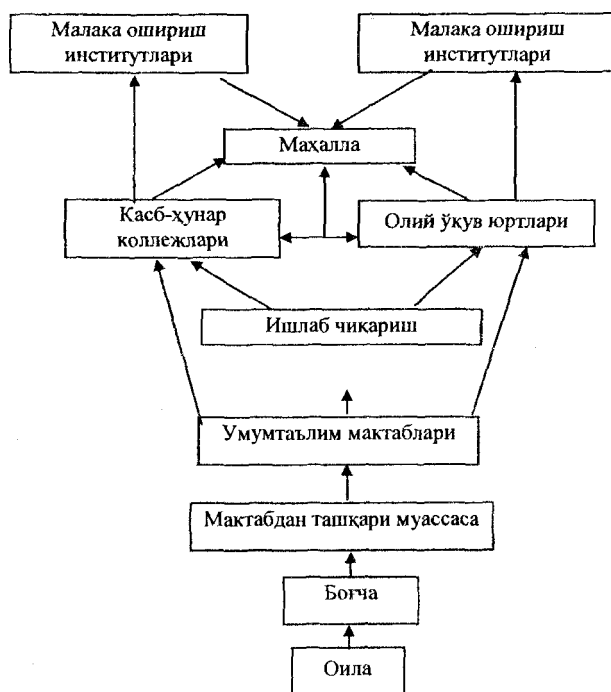 Малака ошириш
институтлари
Малака ошириш
институтлари
Маҳалла
Касб-ҳунар
коллежлари
Олий ўқув юртлари
Ишлаб чиқариш
Умумтаълим мактаблари
Мактабдан ташқари муассаса
Боғча
Оила